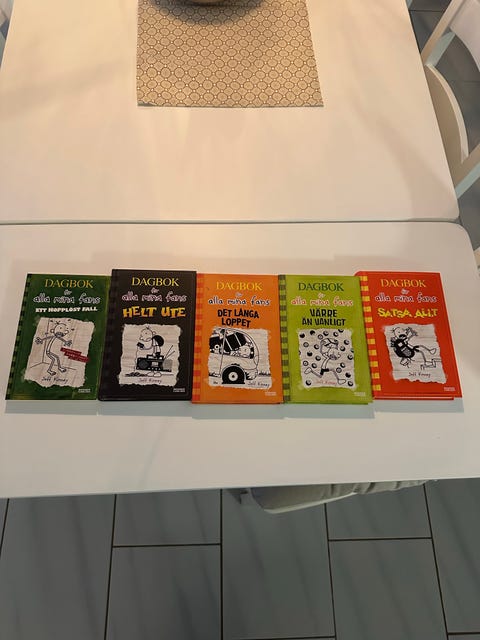 DAGBOK
för
alla mina fans
ETT HOPPLÖST FALL
Jeff Kinney
DAGBOK
för
alla mina fans
HELT UTE
Jeff Kinney
DAGBOK
för
alla mina fans
DET LÅNGA
LOPPET
Jeff Kinney
DAGBOK
för
alla mina fans
VÄRRE
ÄN VANLIGT
Jeff Kinney
DAGBOK
för
alla mina fans
SATSA ALLT
Jeff Kinney